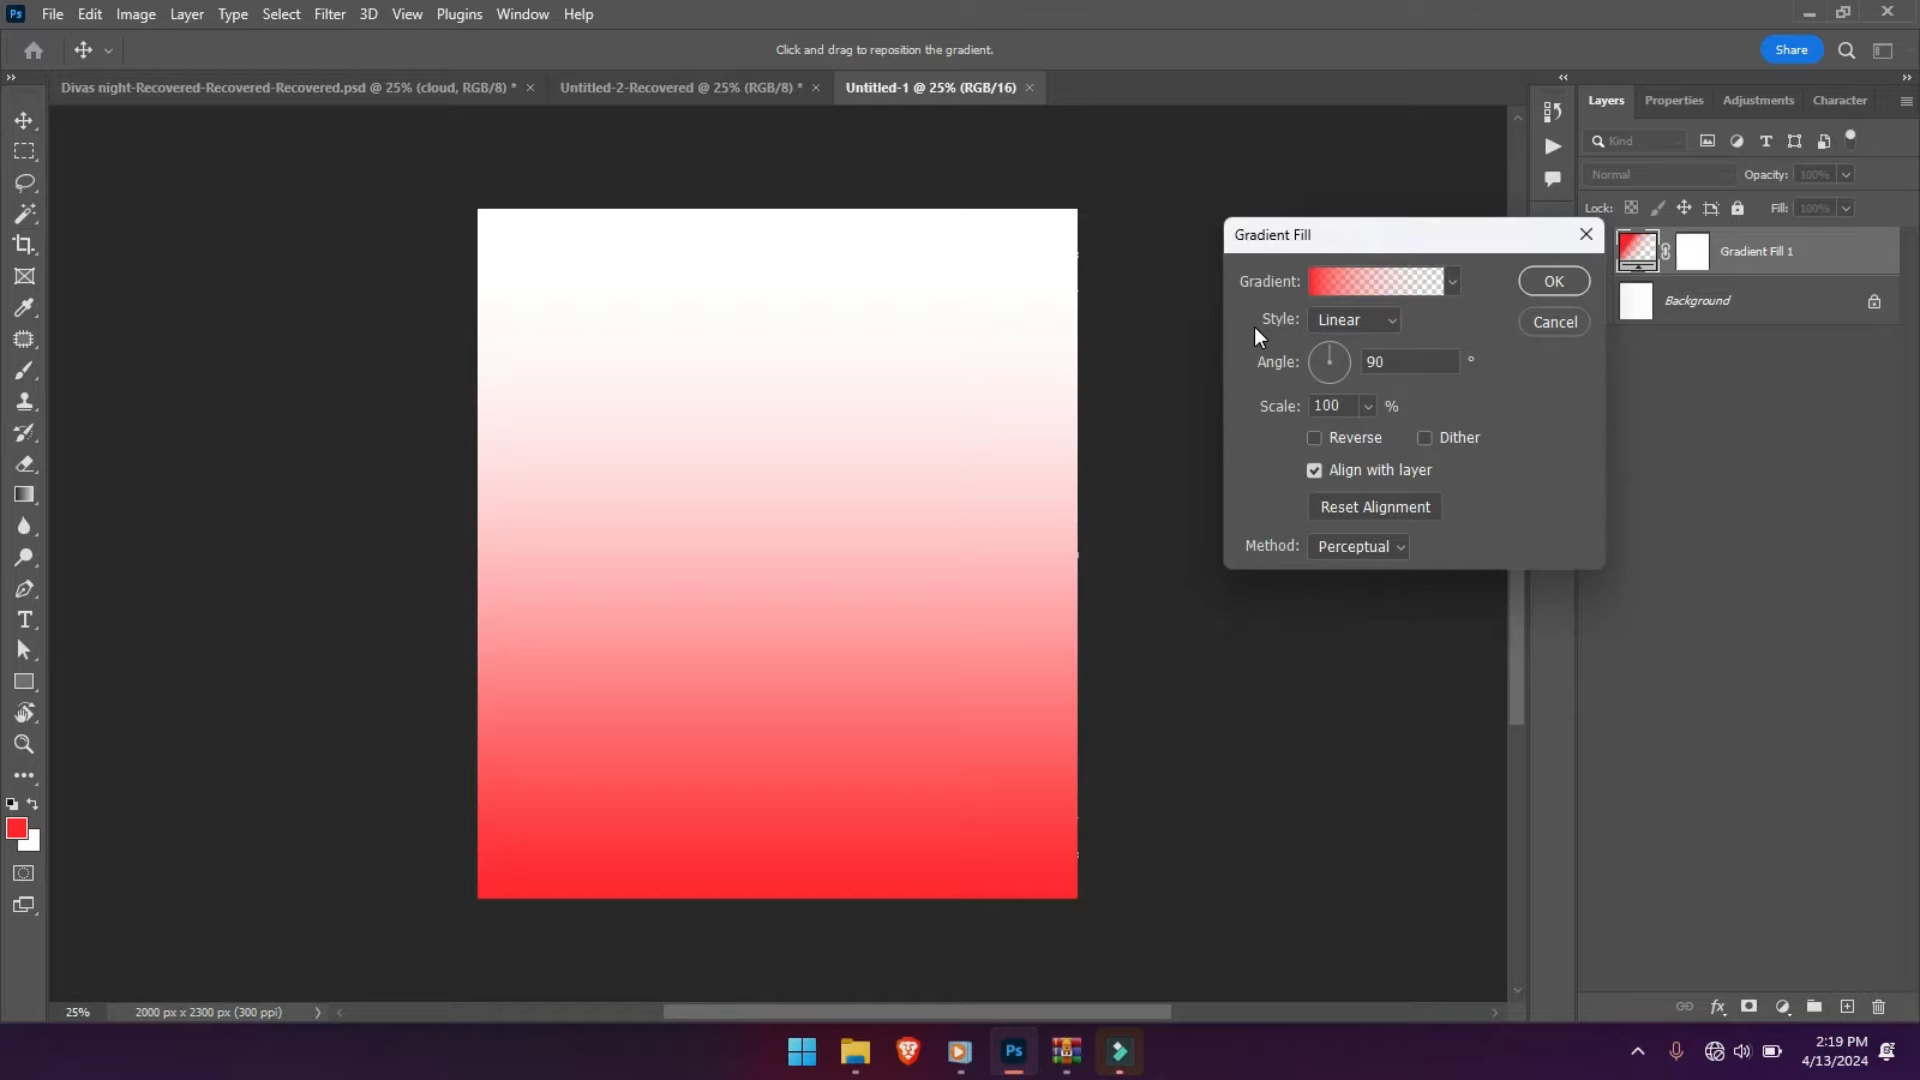 Ps File Edit Image Layer Type Select Filter 3D View Plugins Window Help
Click and drag to reposition the gradient.
Share
Divas night-Recovered-Recovered-Recovered.psd @ 25% (cloud, RGB/8) *
Untitled-2-Recovered @ 25% (RGB/8) *
Untitled-1 @ 25% (RGB/16)
Layers Properties Adjustments Character
Kind
Normal Opacity: 100%
Lock: Fill: 100%
Gradient Fill 1
Background
Gradient Fill
Gradient: OK
Style: Linear Cancel
Angle: 90 °
Scale: 100 %
Reverse Dither
Align with layer
Reset Alignment
Method: Perceptual
25% 2000 px x 2300 px (300 ppi)
fx
Ps
2:19 PM
4/13/2024